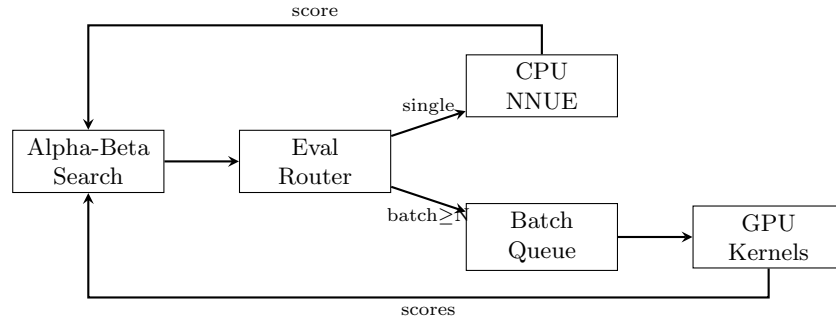 score
CPU
NNUE
single
Alpha-Beta
Search
Eval
Router
batch≥N
Batch
Queue
GPU
Kernels
scores